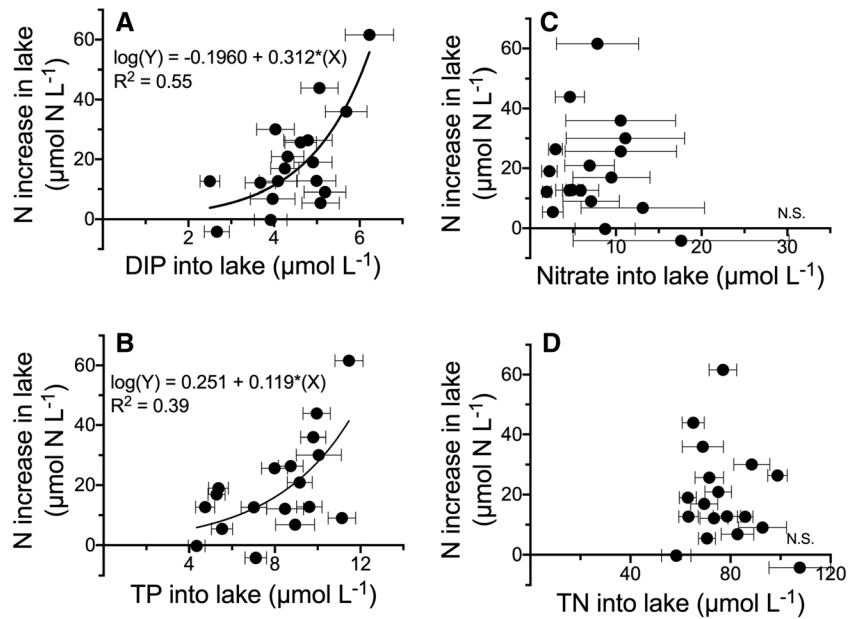 A
log(Y) = -0.1960 + 0.312*(X)
R² = 0.55
N increase in lake
(µmol N L⁻¹)
60
40
20
0
2
4
6
8
DIP into lake (µmol L⁻¹)
C
N increase in lake
(µmol N L⁻¹)
60
40
20
0
10
20
30
N.S.
Nitrate into lake (µmol L⁻¹)
B
log(Y) = 0.251 + 0.119*(X)
R² = 0.39
N increase in lake
(µmol N L⁻¹)
60
40
20
0
4
6
8
10
12
TP into lake (µmol L⁻¹)
D
N increase in lake
(µmol N L⁻¹)
60
40
20
0
40
80
120
N.S.
TN into lake (µmol L⁻¹)